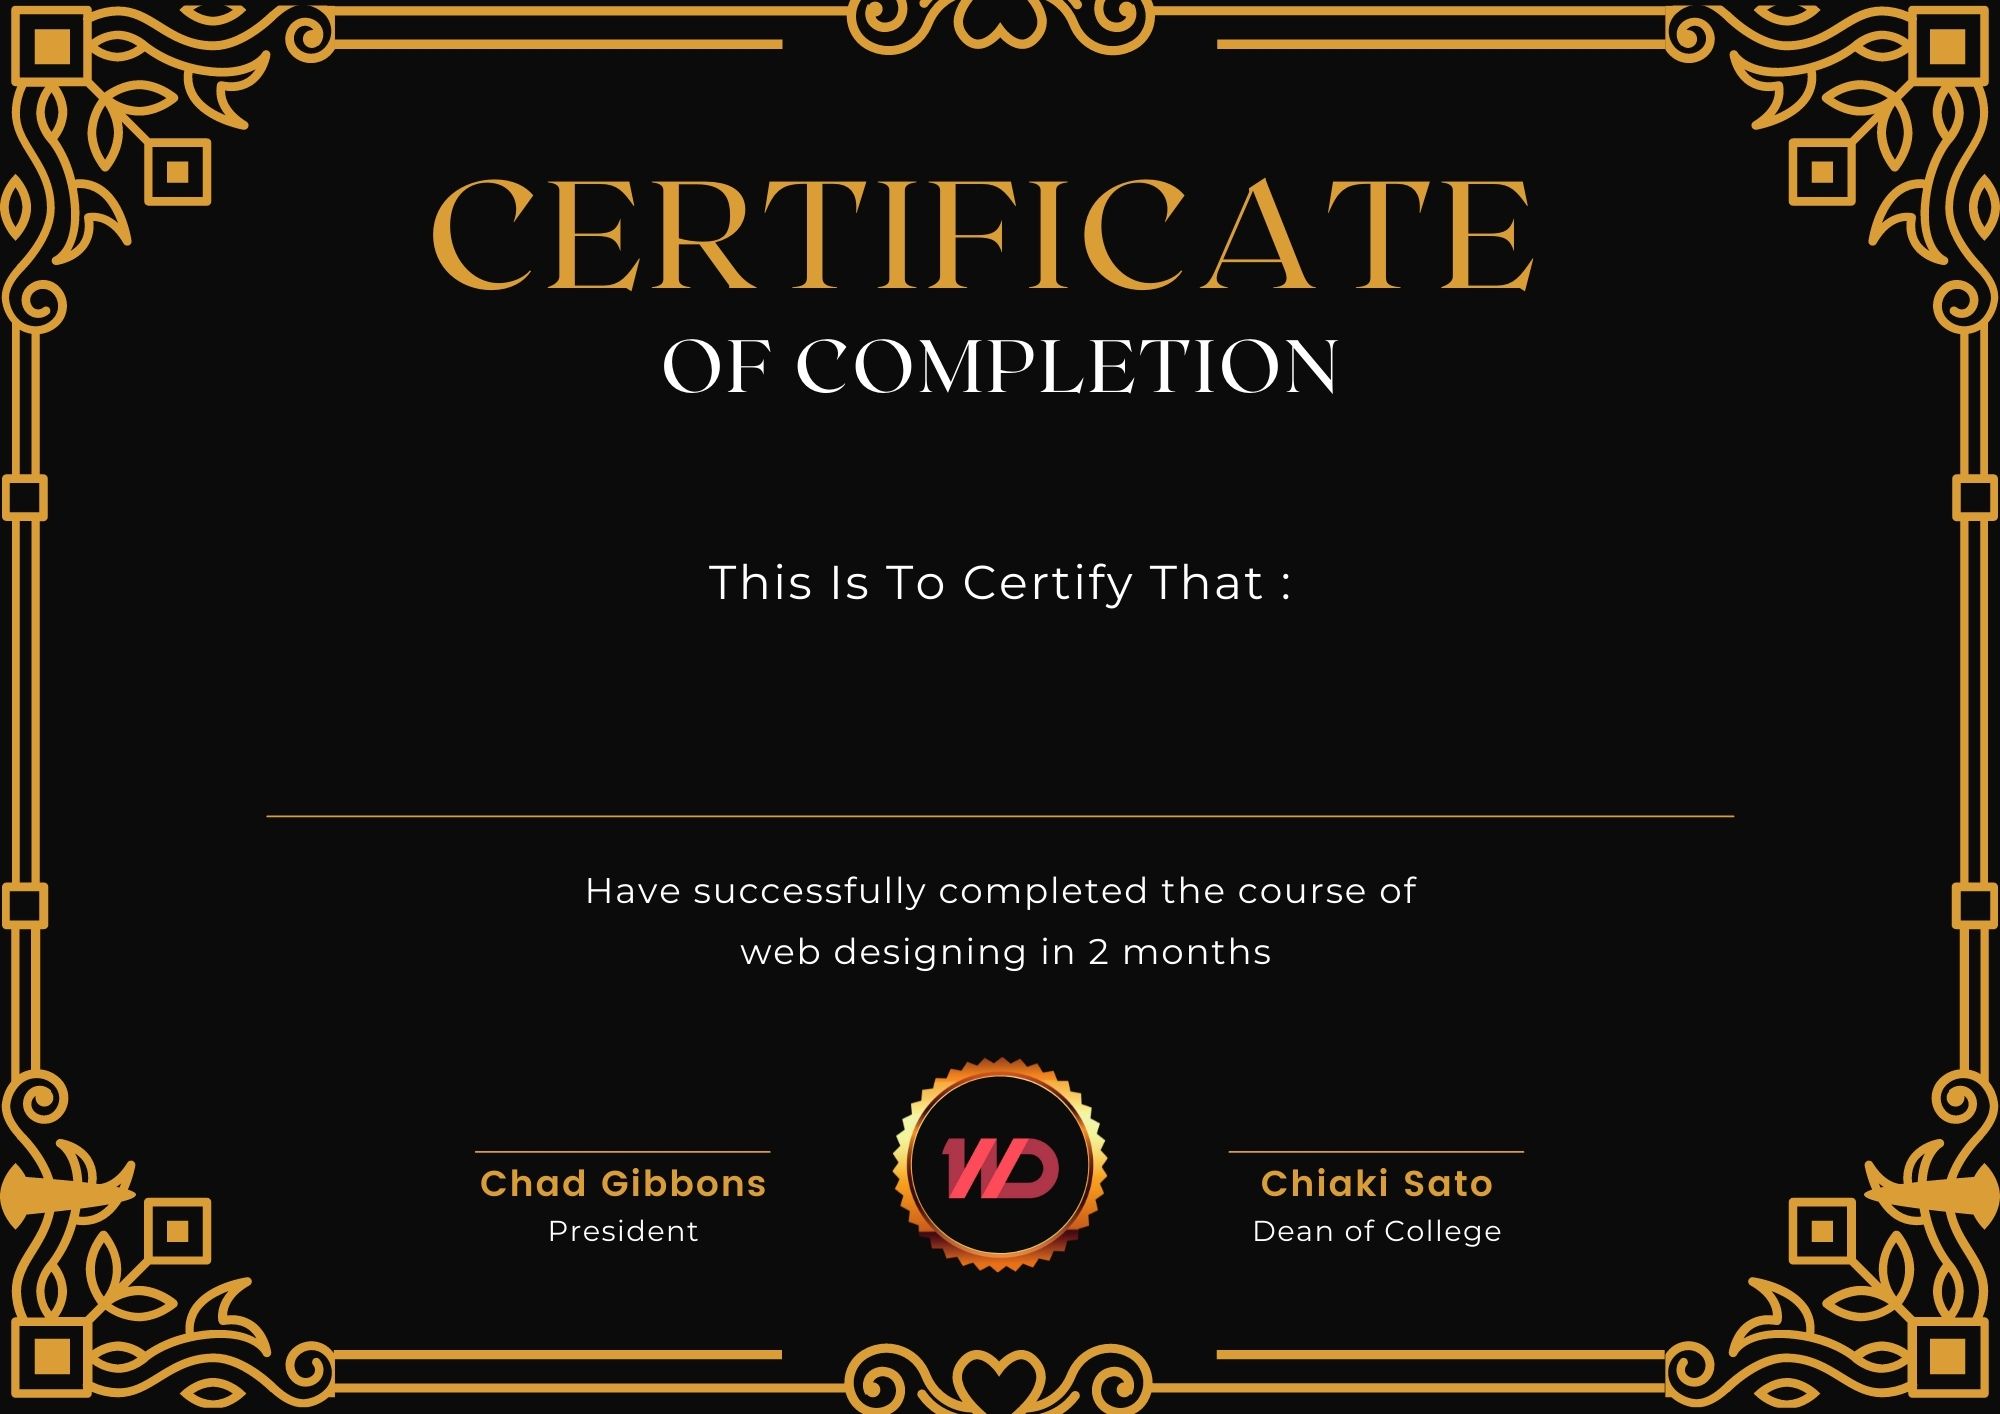 CERTIFICATE
OF COMPLETION
This Is To Certify That :
Have successfully completed the course of
web designing in 2 months
WD
Chad Gibbons
President
Chiaki Sato
Dean of College